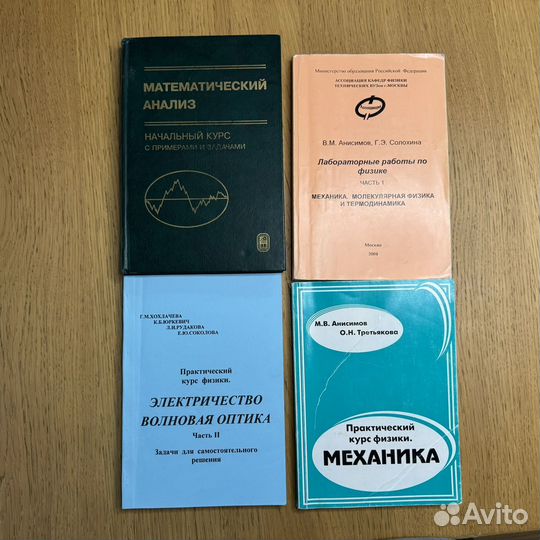 МАТЕМАТИЧЕСКИЙ
АНАЛИЗ
НАЧАЛЬНЫЙ КУРС
С ПРИМЕРАМИ И ЗАДАЧАМИ
Министерство образования Российской Федерации
АССОЦИАЦИЯ КАФЕДР ФИЗИКИ
ТЕХНИЧЕСКИХ ВУЗов г.МОСКВЫ
В.М. Анисимов, Г.Э. Солохина
Лабораторные работы по
физике
ЧАСТЬ 1
МЕХАНИКА. МОЛЕКУЛЯРНАЯ ФИЗИКА
И ТЕРМОДИНАМИКА
Москва
2004
Г.М.ХОХЛАЧЕВА
К.Б.ЮРКЕВИЧ
Л.И.РУДАКОВА
Е.Ю.СОКОЛОВА
Практический
курс физики.
ЭЛЕКТРИЧЕСТВО
ВОЛНОВАЯ ОПТИКА
Часть II
Задачи для самостоятельного
решения
М.В. Анисимов
О.Н. Третьякова
Практический
курс физики.
МЕХАНИКА
Avito